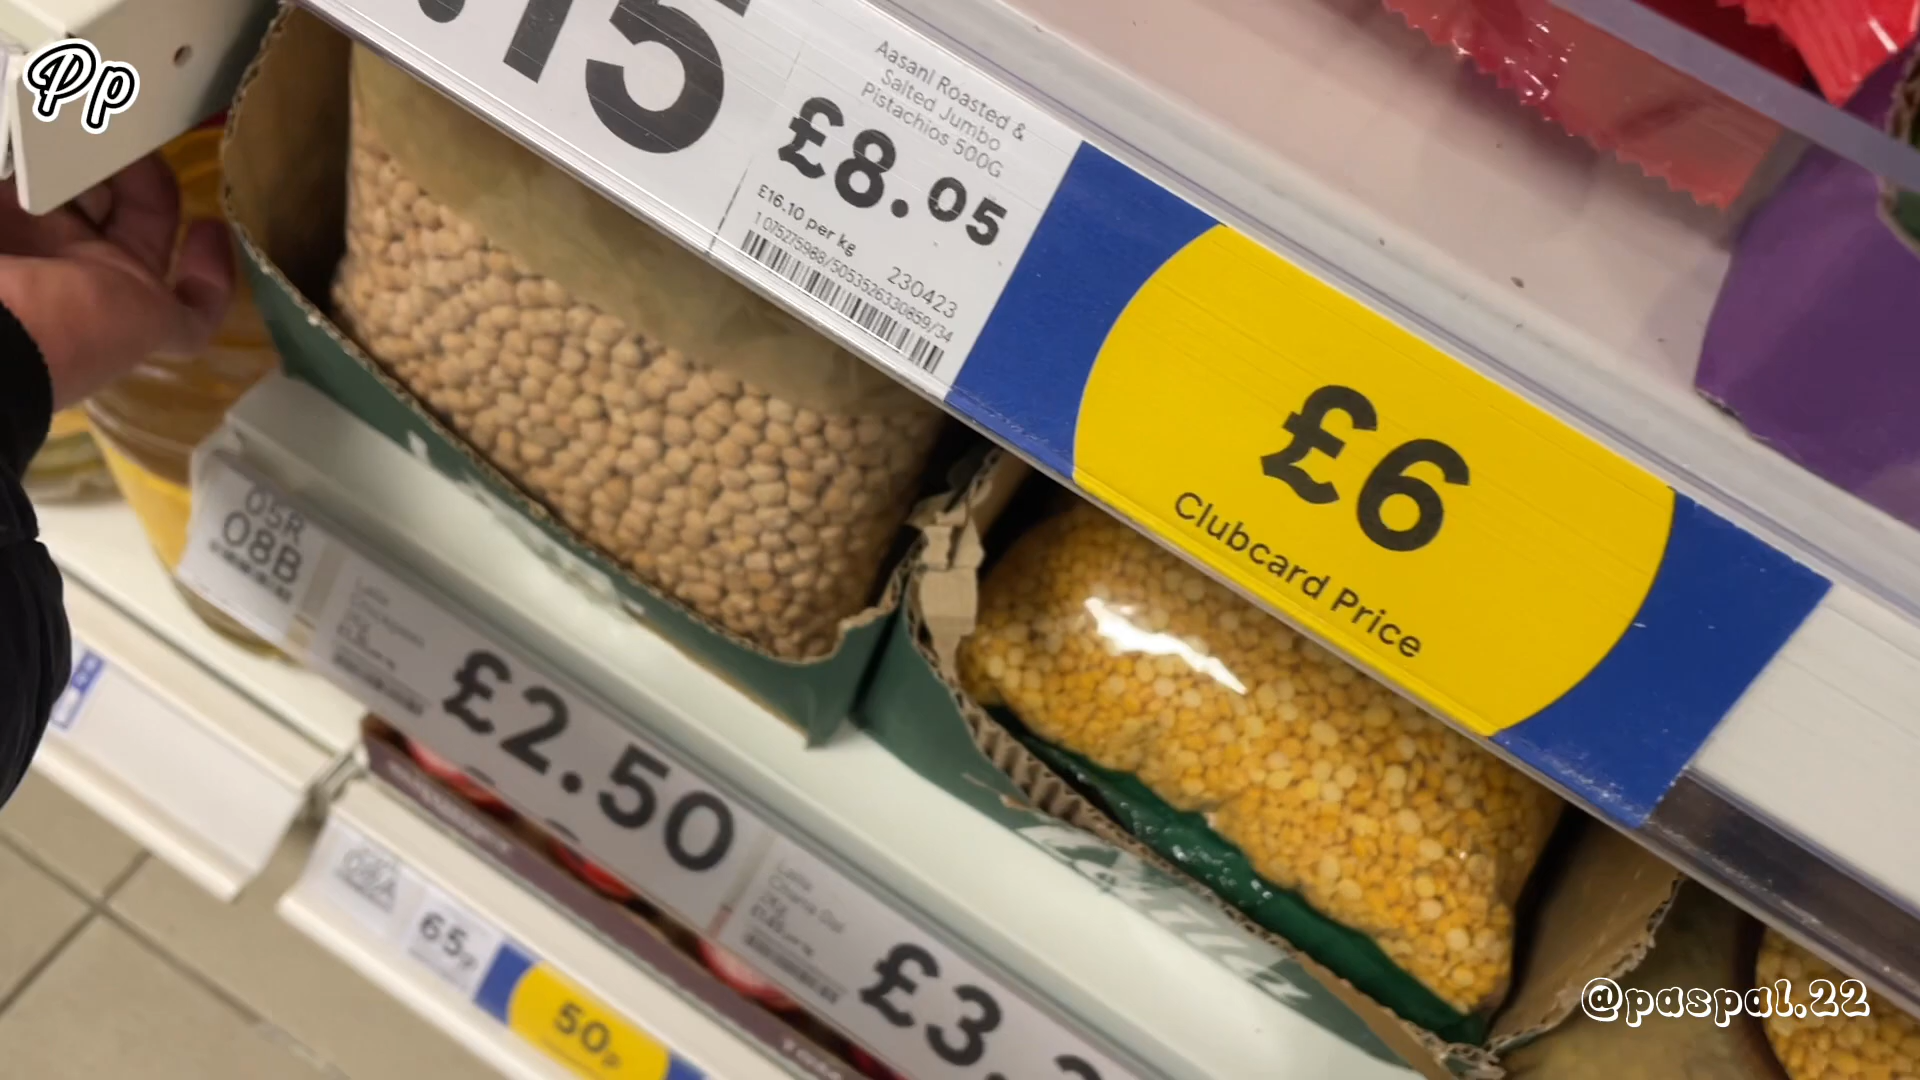 Pp
15
Aasani Roasted &
Salted Jumbo
Pistachios 500G
£8.05
£16.10 per kg
230423
£6
Clubcard Price
05R
08B
£2.50
£3.
08A
65p
50p
@paspal.22